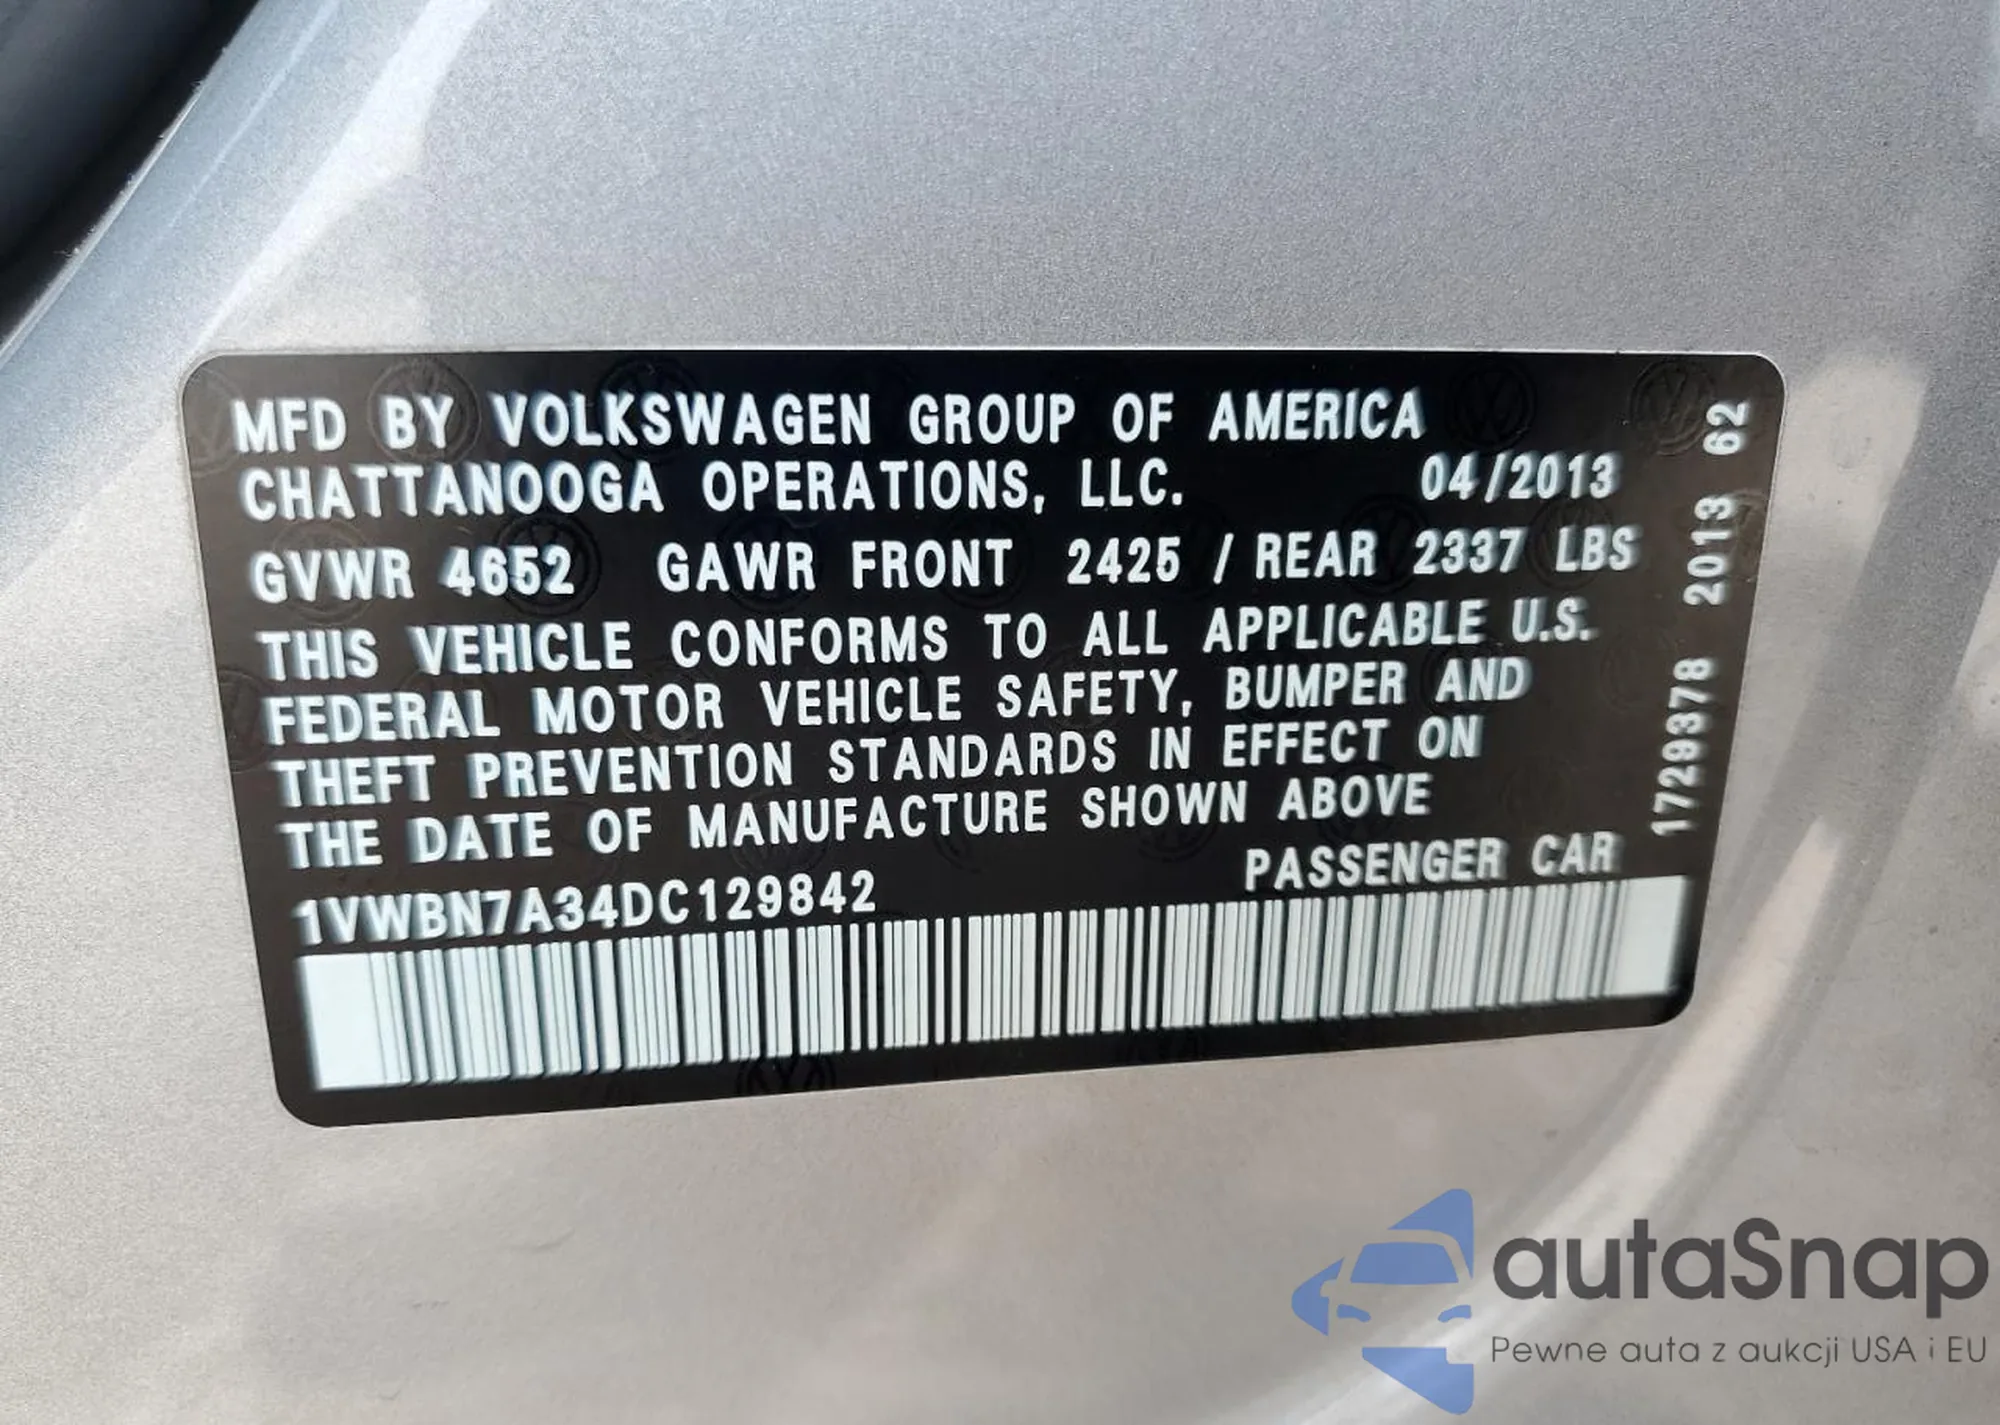 MFD BY VOLKSWAGEN GROUP OF AMERICA
CHATTANOOGA OPERATIONS, LLC. 04/2013
GVWR 4652 GAWR FRONT 2425 / REAR 2337 LBS
THIS VEHICLE CONFORMS TO ALL APPLICABLE U.S.
FEDERAL MOTOR VEHICLE SAFETY, BUMPER AND
THEFT PREVENTION STANDARDS IN EFFECT ON
THE DATE OF MANUFACTURE SHOWN ABOVE
1VWBN7A34DC129842 PASSENGER CAR
1729378 2013 62
autaSnap
Pewne auta z aukcji USA i EU